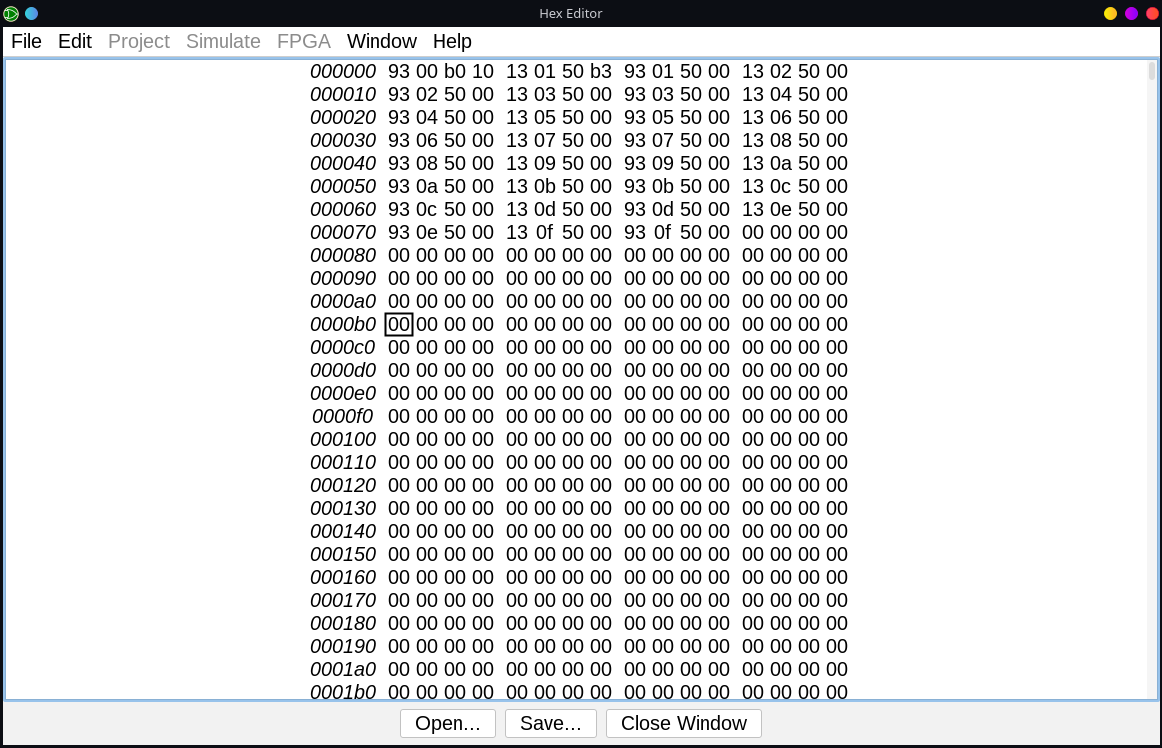 Hex Editor
File Edit Project Simulate FPGA Window Help
000000 93 00 b0 10 13 01 50 b3 93 01 50 00 13 02 50 00
000010 93 02 50 00 13 03 50 00 93 03 50 00 13 04 50 00
000020 93 04 50 00 13 05 50 00 93 05 50 00 13 06 50 00
000030 93 06 50 00 13 07 50 00 93 07 50 00 13 08 50 00
000040 93 08 50 00 13 09 50 00 93 09 50 00 13 0a 50 00
000050 93 0a 50 00 13 0b 50 00 93 0b 50 00 13 0c 50 00
000060 93 0c 50 00 13 0d 50 00 93 0d 50 00 13 0e 50 00
000070 93 0e 50 00 13 0f 50 00 93 0f 50 00 00 00 00 00
000080 00 00 00 00 00 00 00 00 00 00 00 00 00 00 00 00
000090 00 00 00 00 00 00 00 00 00 00 00 00 00 00 00 00
0000a0 00 00 00 00 00 00 00 00 00 00 00 00 00 00 00 00
0000b0 00 00 00 00 00 00 00 00 00 00 00 00 00 00 00 00
0000c0 00 00 00 00 00 00 00 00 00 00 00 00 00 00 00 00
0000d0 00 00 00 00 00 00 00 00 00 00 00 00 00 00 00 00
0000e0 00 00 00 00 00 00 00 00 00 00 00 00 00 00 00 00
0000f0 00 00 00 00 00 00 00 00 00 00 00 00 00 00 00 00
000100 00 00 00 00 00 00 00 00 00 00 00 00 00 00 00 00
000110 00 00 00 00 00 00 00 00 00 00 00 00 00 00 00 00
000120 00 00 00 00 00 00 00 00 00 00 00 00 00 00 00 00
000130 00 00 00 00 00 00 00 00 00 00 00 00 00 00 00 00
000140 00 00 00 00 00 00 00 00 00 00 00 00 00 00 00 00
000150 00 00 00 00 00 00 00 00 00 00 00 00 00 00 00 00
000160 00 00 00 00 00 00 00 00 00 00 00 00 00 00 00 00
000170 00 00 00 00 00 00 00 00 00 00 00 00 00 00 00 00
000180 00 00 00 00 00 00 00 00 00 00 00 00 00 00 00 00
000190 00 00 00 00 00 00 00 00 00 00 00 00 00 00 00 00
0001a0 00 00 00 00 00 00 00 00 00 00 00 00 00 00 00 00
0001b0 00 00 00 00 00 00 00 00 00 00 00 00 00 00 00 00
Open... Save... Close Window